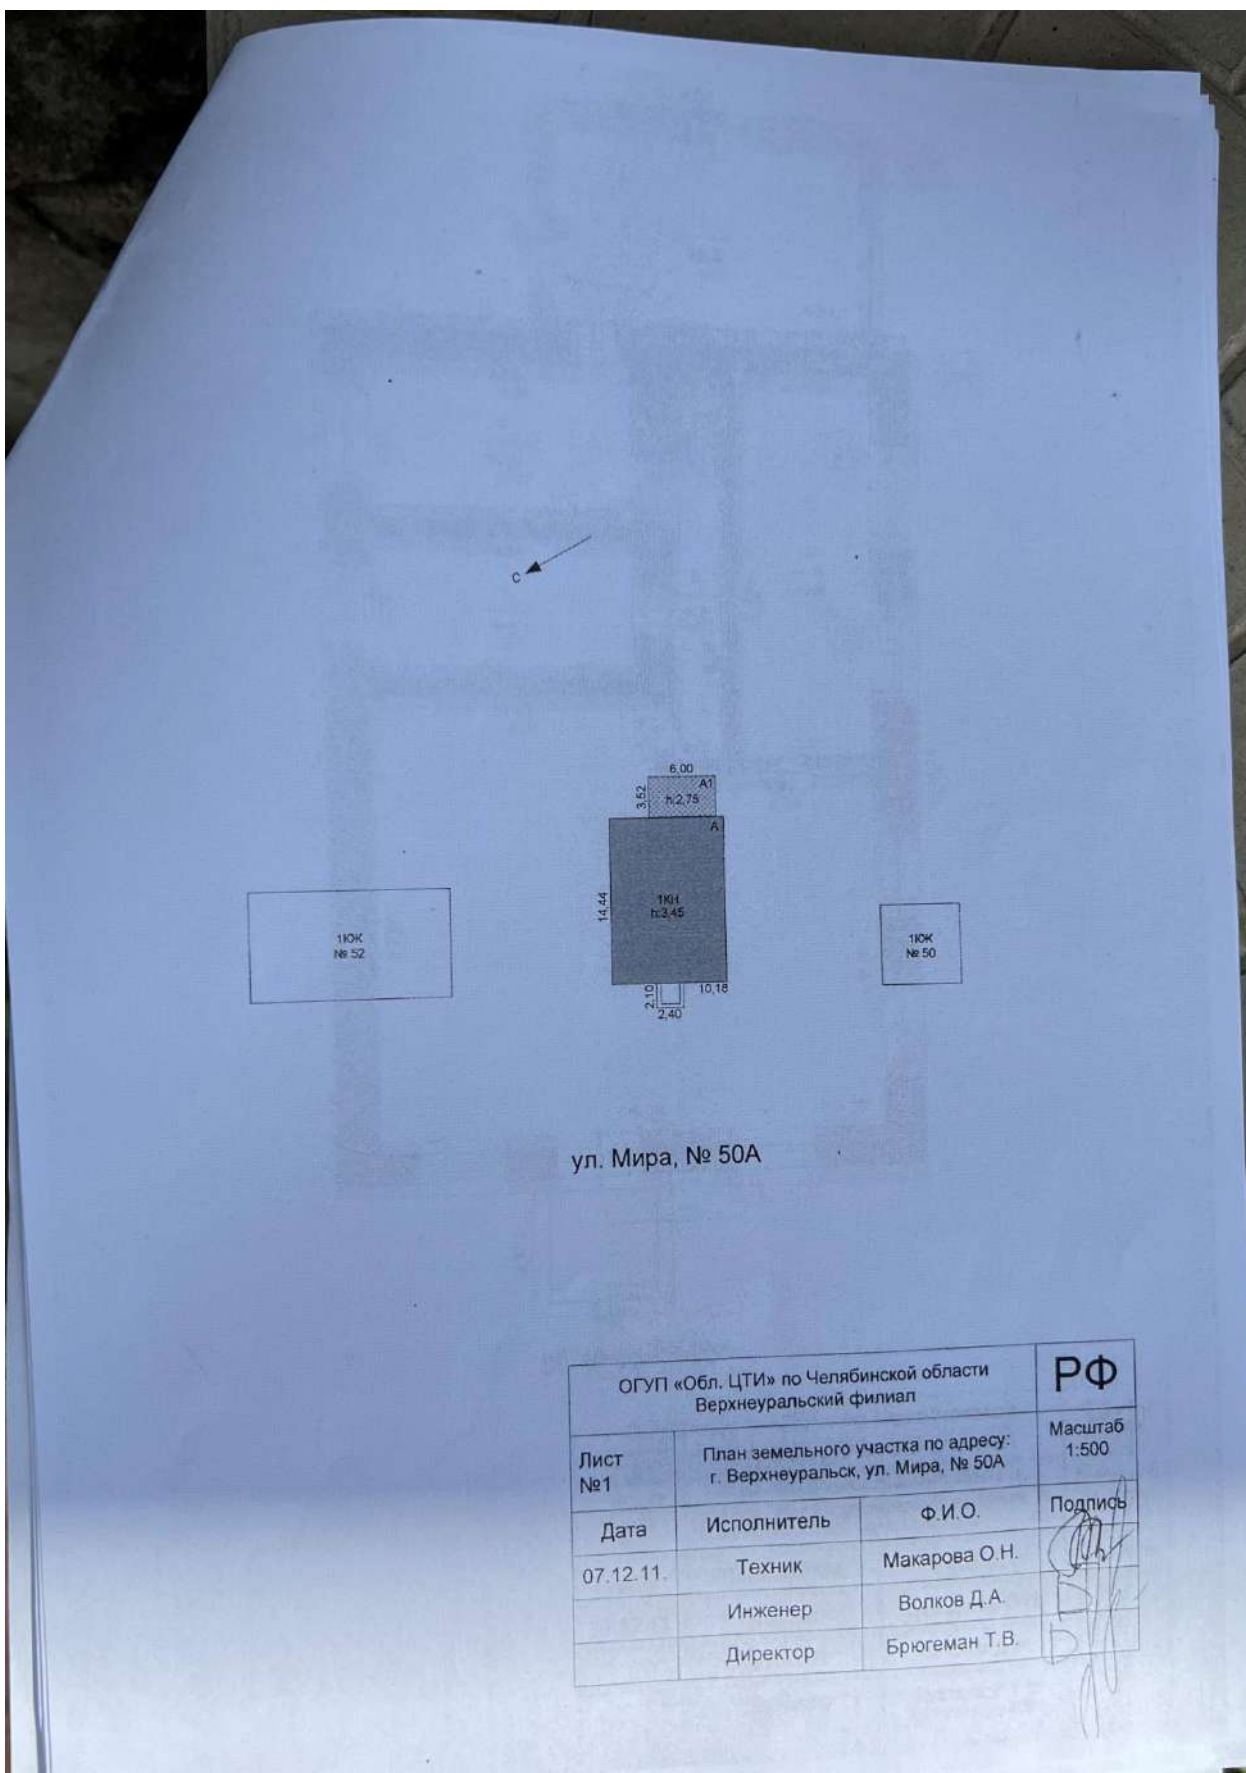 С
6,00
А1
3,52
h:2,75
А
14,44
1КН
h:3,45
1ЮК
№ 52
1ЮК
№ 50
2,10
10,18
2,40
ул. Мира, № 50А
ОГУП «Обл. ЦТИ» по Челябинской области
Верхнеуральский филиал
РФ
Лист
№1
План земельного участка по адресу:
г. Верхнеуральск, ул. Мира, № 50А
Масштаб
1:500
Дата
Исполнитель
Ф.И.О.
Подпись
07.12.11.
Техник
Макарова О.Н.
Инженер
Волков Д.А.
Директор
Брюгеман Т.В.